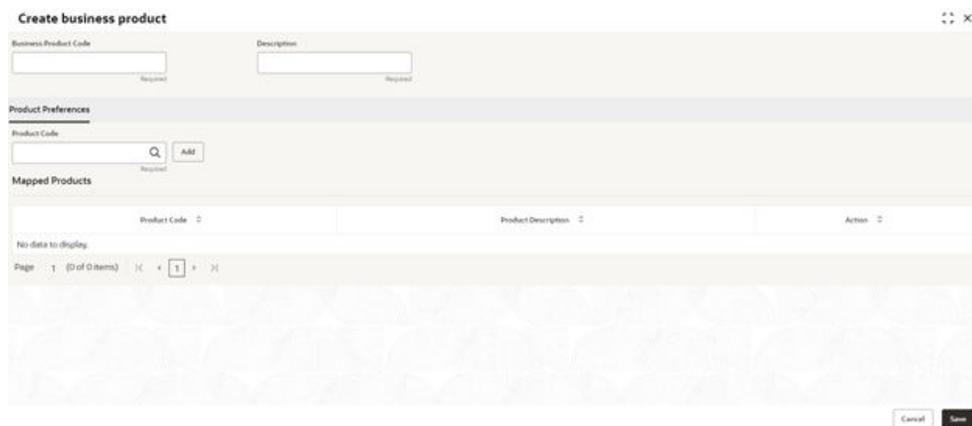 Create business product
Business Product Code Description
Required Required
Product Preferences
Product Code
Add
Required
Mapped Products
Product Code Product Description Action
No data to display.
Page 1 (0 of 0 items) 1
Cancel Save